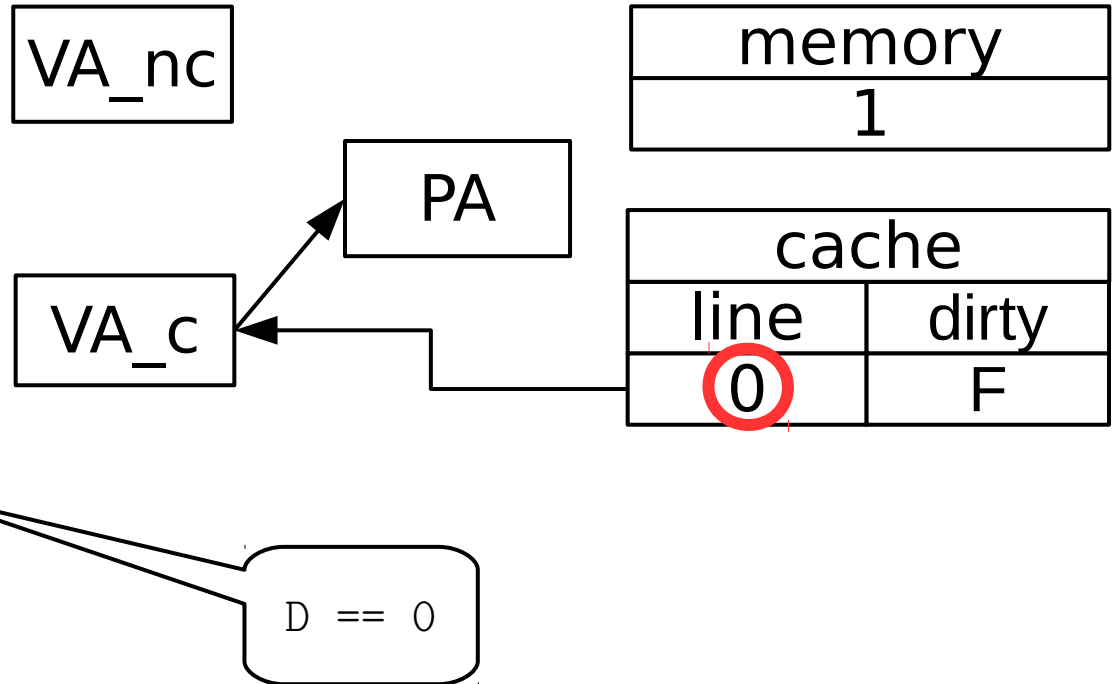 VA_nc
memory
1
PA
cache
VA_c
line
dirty
0
F
D == 0